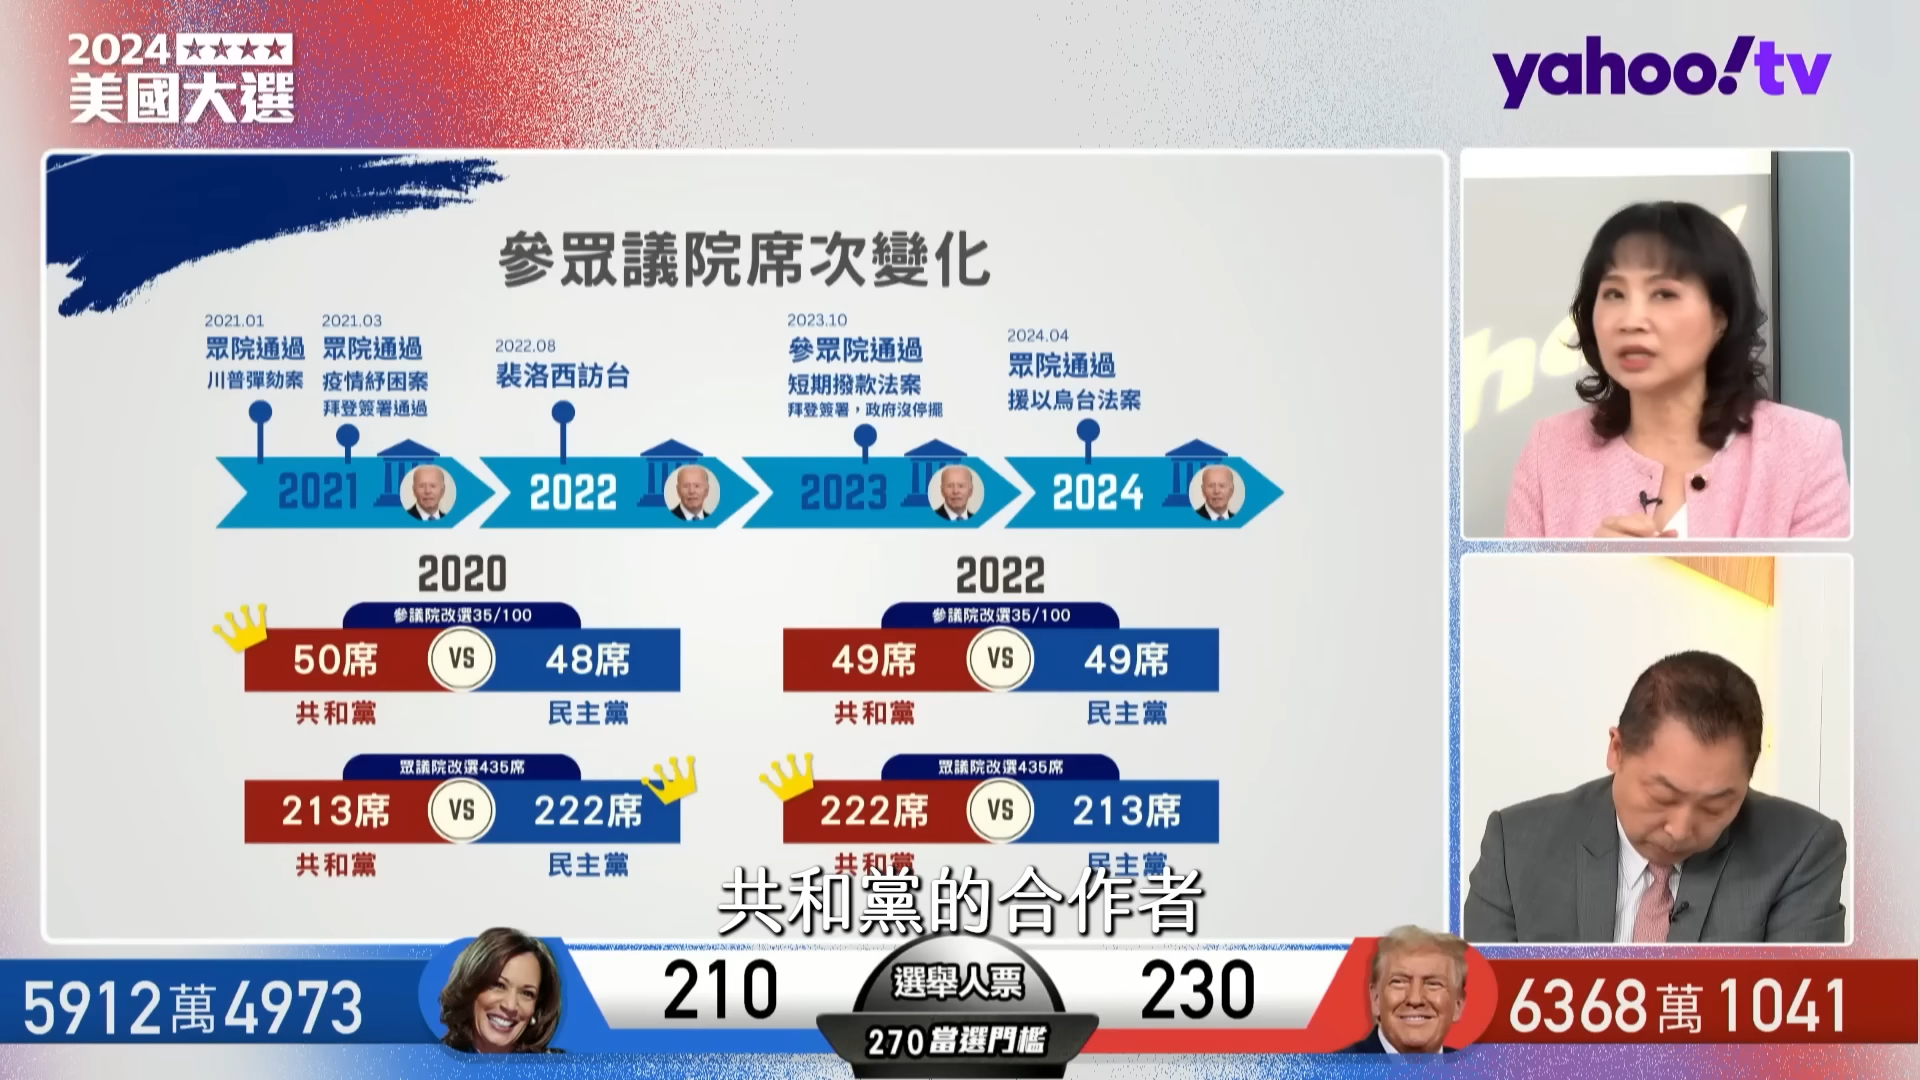 2024
美國大選
yahoo!tv
參眾議院席次變化
2021.01
眾院通過
川普彈劾案
2021.03
眾院通過
疫情紓困案
拜登簽署通過
2022.08
裴洛西訪台
2023.10
參眾院通過
短期撥款法案
拜登簽署，政府沒停擺
2024.04
眾院通過
援以烏台法案
2021
2022
2023
2024
2020
參議院改選35/100
50席 VS 48席
共和黨 民主黨
眾議院改選435席
213席 VS 222席
共和黨 民主黨
2022
參議院改選35/100
49席 VS 49席
共和黨 民主黨
眾議院改選435席
222席 VS 213席
共和黨 民主黨
共和黨的合作者
5912萬4973
210
選舉人票
270當選門檻
230
6368萬1041